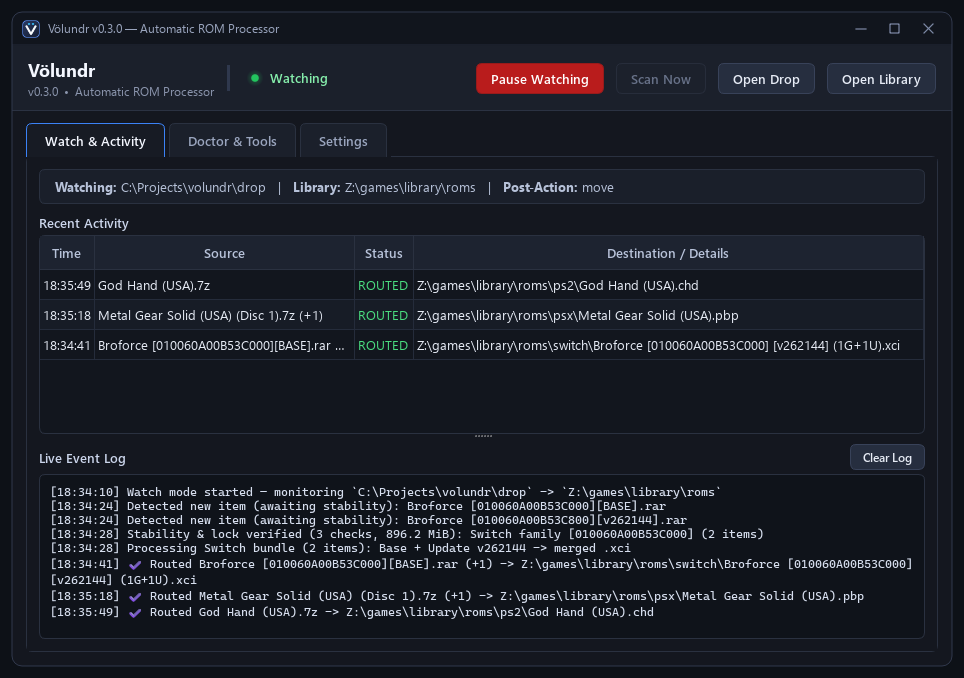 Völundr v0.3.0 — Automatic ROM Processor
Völundr
v0.3.0 • Automatic ROM Processor
Watching
Pause Watching
Scan Now
Open Drop
Open Library
Watch & Activity
Doctor & Tools
Settings
Watching: C:\Projects\volundr\drop | Library: Z:\games\library\roms | Post-Action: move
Recent Activity
Time Source Status Destination / Details
18:35:49 God Hand (USA).7z ROUTED Z:\games\library\roms\ps2\God Hand (USA).chd
18:35:18 Metal Gear Solid (USA) (Disc 1).7z (+1) ROUTED Z:\games\library\roms\psx\Metal Gear Solid (USA).pbp
18:34:41 Broforce [010060A00B53C000][BASE].rar ... ROUTED Z:\games\library\roms\switch\Broforce [010060A00B53C000] [v262144] (1G+1U).xci
Live Event Log
Clear Log
[18:34:10] Watch mode started — monitoring `C:\Projects\volundr\drop` -> `Z:\games\library\roms`
[18:34:24] Detected new item (awaiting stability): Broforce [010060A00B53C000][BASE].rar
[18:34:24] Detected new item (awaiting stability): Broforce [010060A00B53C800][v262144].rar
[18:34:28] Stability & lock verified (3 checks, 896.2 MiB): Switch family [010060A00B53C000] (2 items)
[18:34:28] Processing Switch bundle (2 items): Base + Update v262144 -> merged .xci
[18:34:41] ✔ Routed Broforce [010060A00B53C000][BASE].rar (+1) -> Z:\games\library\roms\switch\Broforce [010060A00B53C000]
[v262144] (1G+1U).xci
[18:35:18] ✔ Routed Metal Gear Solid (USA) (Disc 1).7z (+1) -> Z:\games\library\roms\psx\Metal Gear Solid (USA).pbp
[18:35:49] ✔ Routed God Hand (USA).7z -> Z:\games\library\roms\ps2\God Hand (USA).chd